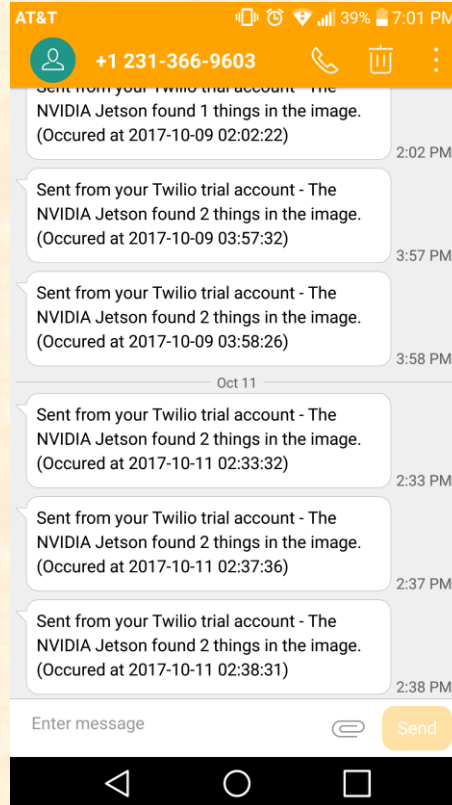 AT&T 39% 7:01 PM
+1 231-366-9603
Sent from your Twilio trial account - The
NVIDIA Jetson found 1 things in the image.
(Occured at 2017-10-09 02:02:22)
2:02 PM
Sent from your Twilio trial account - The
NVIDIA Jetson found 2 things in the image.
(Occured at 2017-10-09 03:57:32)
3:57 PM
Sent from your Twilio trial account - The
NVIDIA Jetson found 2 things in the image.
(Occured at 2017-10-09 03:58:26)
3:58 PM
Oct 11
Sent from your Twilio trial account - The
NVIDIA Jetson found 2 things in the image.
(Occured at 2017-10-11 02:33:32)
2:33 PM
Sent from your Twilio trial account - The
NVIDIA Jetson found 2 things in the image.
(Occured at 2017-10-11 02:37:36)
2:37 PM
Sent from your Twilio trial account - The
NVIDIA Jetson found 2 things in the image.
(Occured at 2017-10-11 02:38:31)
2:38 PM
Enter message
Send